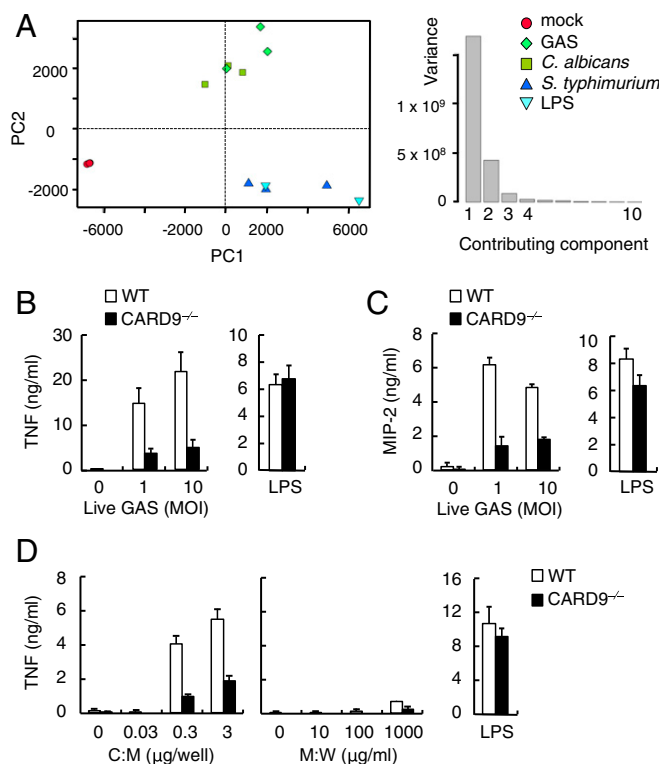 A
mock
GAS
C. albicans
S. typhimurium
LPS
PC2
2000
0
-2000
-6000
-4000
0
2000
6000
PC1
Variance
1 x 10⁹
5 x 10⁸
1 2 3 4 10
Contributing component
B
WT
CARD9–/–
TNF (ng/ml)
30
20
10
0
0 1 10
Live GAS (MOI)
10
8
6
4
2
0
LPS
C
WT
CARD9–/–
MIP-2 (ng/ml)
8
6
4
2
0
0 1 10
Live GAS (MOI)
10
8
6
4
2
0
LPS
D
TNF (ng/ml)
8
6
4
2
0
0 0.03 0.3 3
C:M (μg/well)
0 10 100 1000
M:W (μg/ml)
16
12
8
4
0
LPS
WT
CARD9–/–